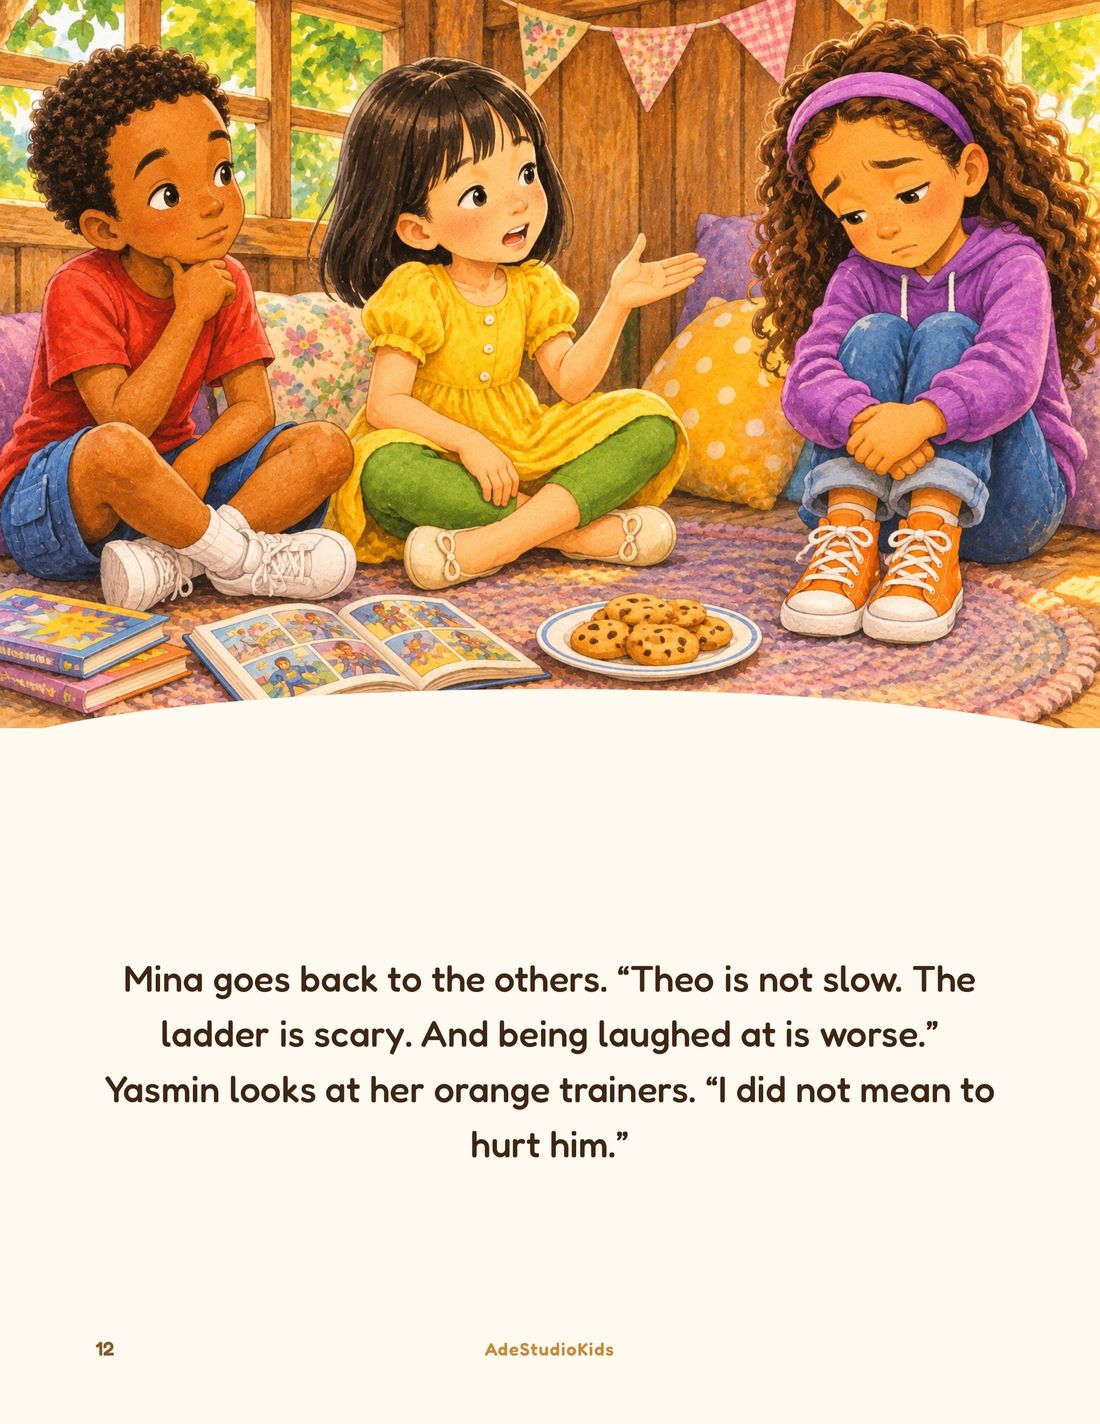 Mina goes back to the others. “Theo is not slow. The
ladder is scary. And being laughed at is worse.”
Yasmin looks at her orange trainers. “I did not mean to
hurt him.”
12
AdeStudioKids